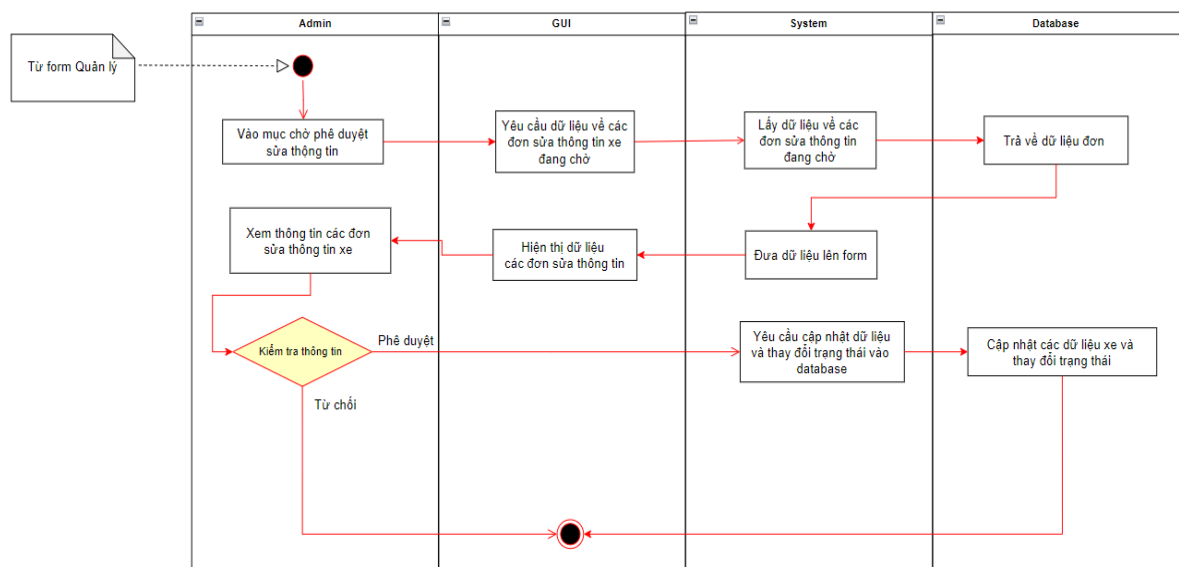 Admin
GUI
System
Database
Từ form Quản lý
Vào mục chờ phê duyệt
sửa thộng tin
Yêu cầu dữ liệu về các
đơn sửa thông tin xe
đang chờ
Lấy dữ liệu về các
đơn sửa thông tin
đang chờ
Trả về dữ liệu đơn
Xem thông tin các đơn
sửa thông tin xe
Hiện thị dữ liệu
các đơn sửa thông tin
Đưa dữ liệu lên form
Kiểm tra thông tin
Phê duyệt
Yêu cầu cập nhật dữ liệu
và thay đổi trạng thái vào
database
Cập nhật các dữ liệu xe và
thay đổi trạng thái
Từ chối